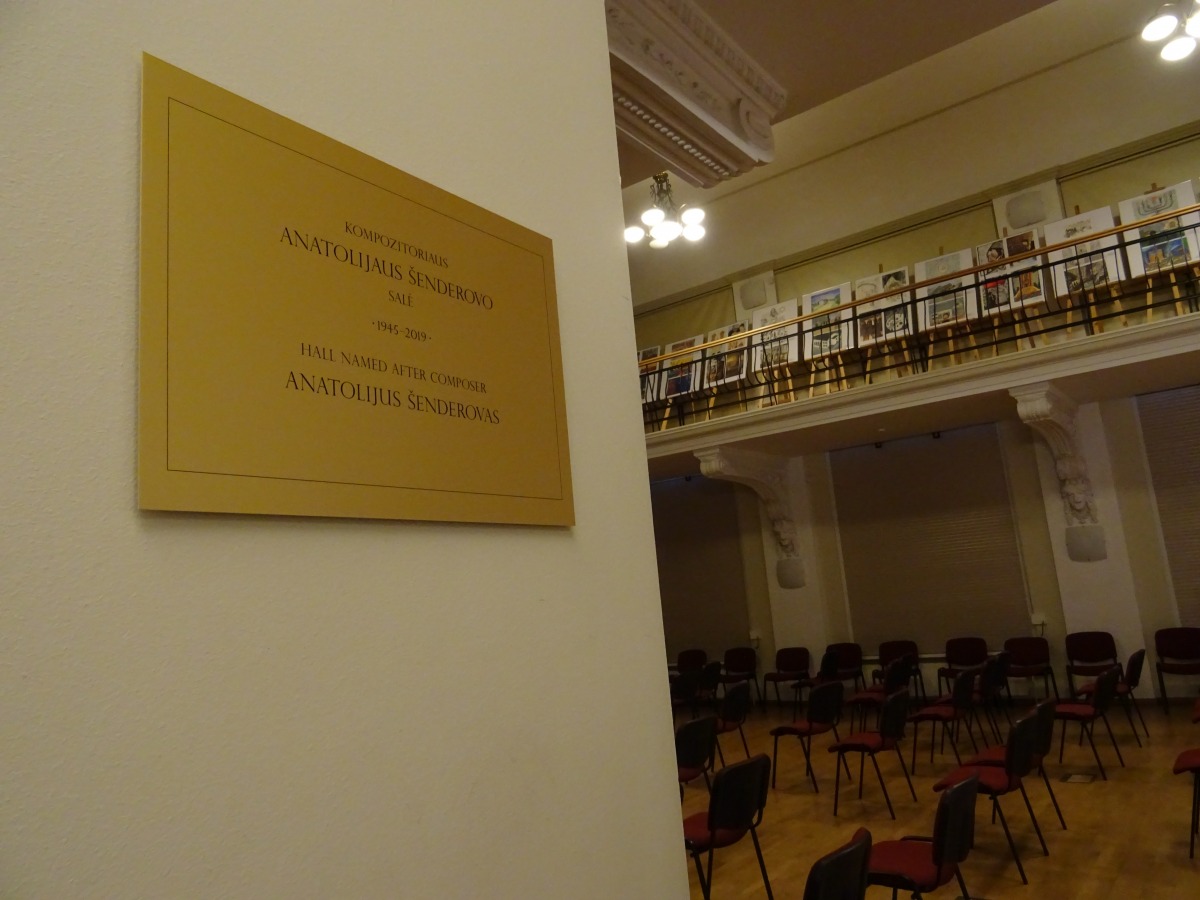 KOMPOZITORIAUS
ANATOLIJAUS ŠENDEROVO
SALĖ
·1945–2019·
HALL NAMED AFTER COMPOSER
ANATOLIJUS ŠENDEROVAS